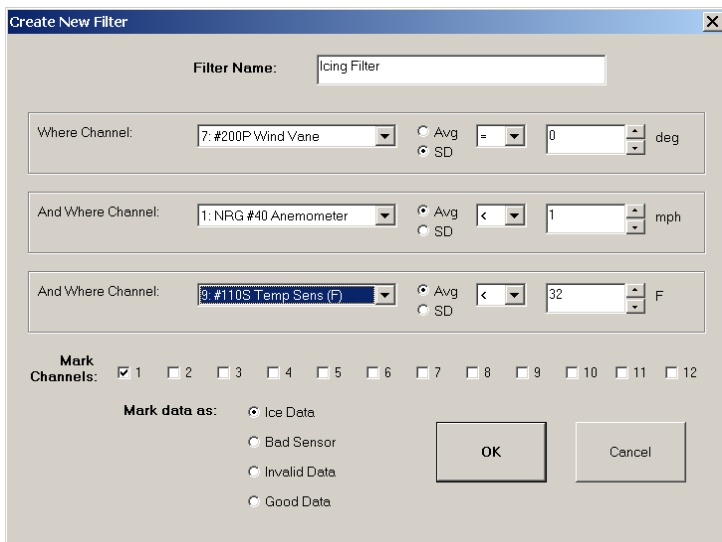 Create New Filter
Filter Name: Icing Filter
Where Channel: 7: #200P Wind Vane Avg SD = 0 deg
And Where Channel: 1: NRG #40 Anemometer Avg SD < 1 mph
And Where Channel: 9: #110S Temp Sens (F) Avg SD < 32 F
Mark Channels: 1 2 3 4 5 6 7 8 9 10 11 12
Mark data as: Ice Data
Bad Sensor
Invalid Data
Good Data
OK Cancel